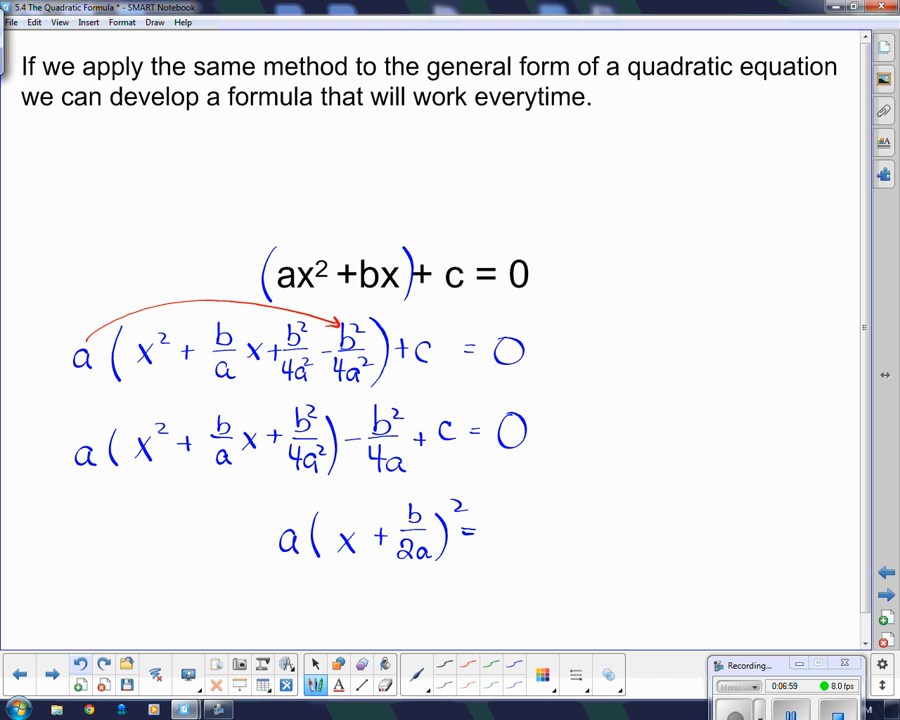 5.4 The Quadratic Formula * - SMART Notebook
File Edit View Insert Format Draw Help
If we apply the same method to the general form of a quadratic equation
we can develop a formula that will work everytime.
(ax² +bx) + c = 0
a(x² + b/a x + b²/4a² - b²/4a²) + c = 0
a(x² + b/a x + b²/4a²) - b²/4a + c = 0
a(x + b/2a)² =
Recording...
Menu 0:06:59 8.0 fps